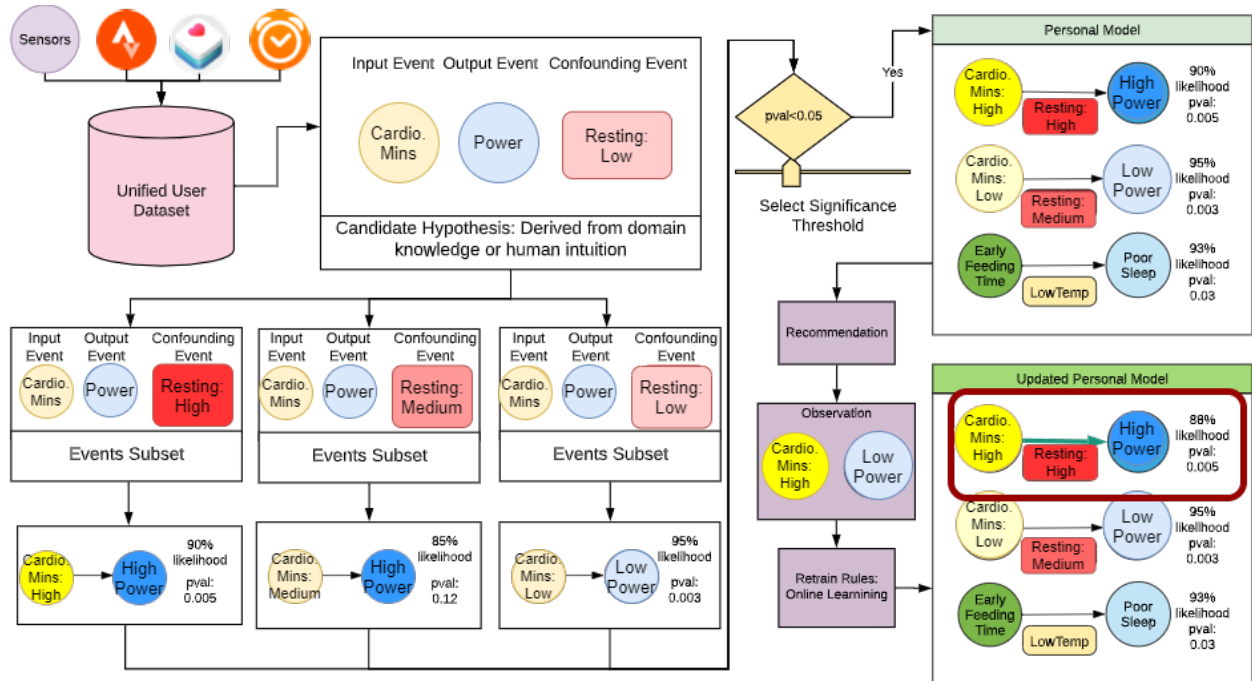 Sensors
Unified User
Dataset
Input Event Output Event Confounding Event
Cardio.
Mins
Power
Resting:
Low
Candidate Hypothesis: Derived from domain
knowledge or human intuition
Input
Event
Output
Event
Confounding
Event
Cardio.
Mins
Power
Resting:
High
Events Subset
Input
Event
Output
Event
Confounding
Event
Cardio.
Mins
Power
Resting:
Medium
Events Subset
Input
Event
Output
Event
Confounding
Event
Cardio.
Mins
Power
Resting:
Low
Events Subset
Cardio.
Mins:
High
High
Power
90%
likelihood
pval:
0.005
Cardio.
Mins:
Medium
High
Power
85%
likelihood
pval:
0.12
Cardio.
Mins:
Low
Low
Power
95%
likelihood
pval:
0.003
pval<0.05
Yes
Select Significance
Threshold
Personal Model
Cardio.
Mins:
High
Resting:
High
High
Power
90%
likelihood
pval:
0.005
Cardio.
Mins:
Low
Resting:
Medium
Low
Power
95%
likelihood
pval:
0.003
Early
Feeding
Time
LowTemp
Poor
Sleep
93%
likelihood
pval:
0.03
Recommendation
Observation
Cardio.
Mins:
High
Low
Power
Retrain Rules:
Online Learnining
Updated Personal Model
Cardio.
Mins:
High
Resting:
High
High
Power
88%
likelihood
pval:
0.005
Cardio.
Mins:
Low
Resting:
Medium
Low
Power
95%
likelihood
pval:
0.003
Early
Feeding
Time
LowTemp
Poor
Sleep
93%
likelihood
pval:
0.03